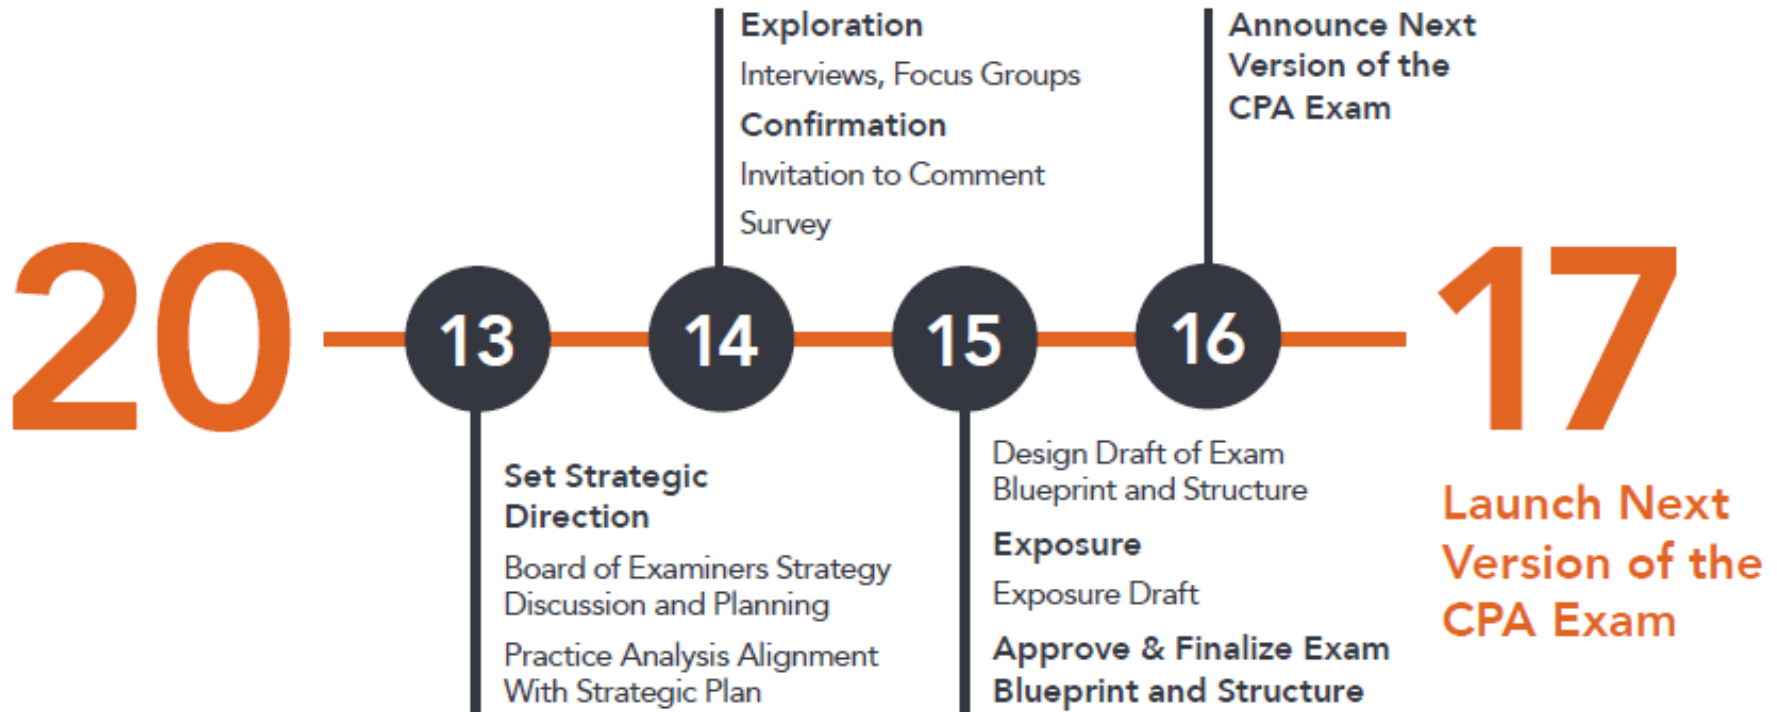 Exploration
Interviews, Focus Groups
Confirmation
Invitation to Comment
Survey
Announce Next
Version of the
CPA Exam
20
13
14
15
16
17
Set Strategic
Direction
Board of Examiners Strategy
Discussion and Planning
Practice Analysis Alignment
With Strategic Plan
Design Draft of Exam
Blueprint and Structure
Exposure
Exposure Draft
Approve & Finalize Exam
Blueprint and Structure
Launch Next
Version of the
CPA Exam